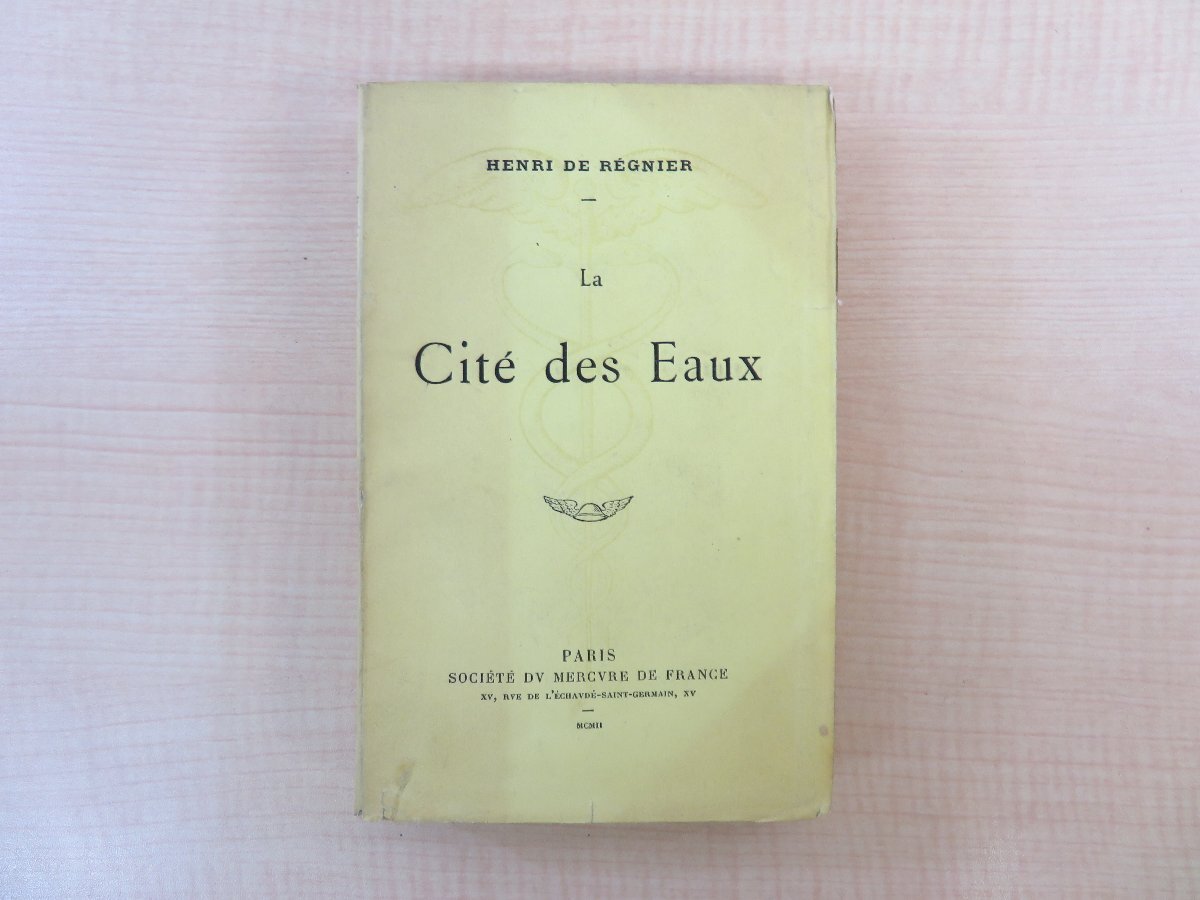 HENRI DE RÉGNIER
La
Cité des Eaux
PARIS
SOCIÉTÉ DV MERCVRE DE FRANCE
XV, RVE DE L'ÉCHAVDÉ-SAINT-GERMAIN, XV
MCMII